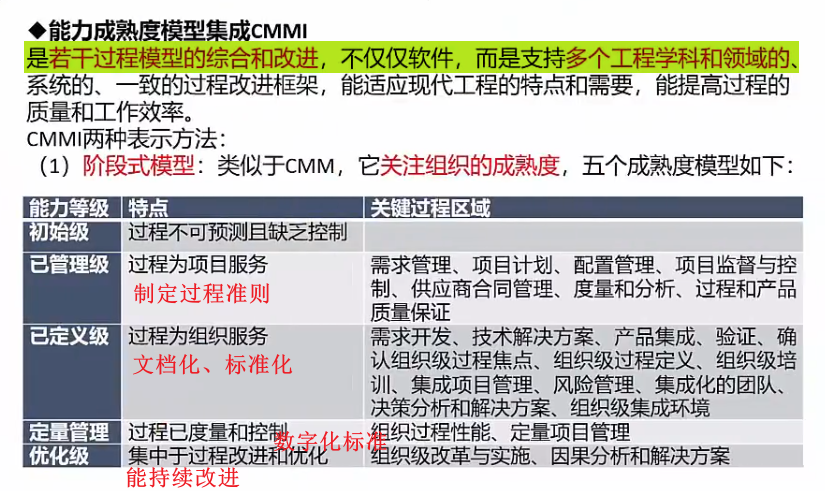 ◆能力成熟度模型集成CMMI
是若干过程模型的综合和改进，不仅仅软件，而是支持多个工程学科和领域的、
系统的、一致的过程改进框架，能适应现代工程的特点和需要，能提高过程的
质量和工作效率。
CMMI两种表示方法：
（1）阶段式模型：类似于CMM，它关注组织的成熟度，五个成熟度模型如下：
能力等级 特点 关键过程区域
初始级 过程不可预测且缺乏控制
已管理级 过程为项目服务 需求管理、项目计划、配置管理、项目监督与控
制定过程准则 制、供应商合同管理、度量和分析、过程和产品
质量保证
已定义级 过程为组织服务 需求开发、技术解决方案、产品集成、验证、确
文档化、标准化 认组织级过程焦点、组织级过程定义、组织级培
训、集成项目管理、风险管理、集成化的团队、
决策分析和解决方案、组织级集成环境
定量管理 过程已度量和控制 组织过程性能、定量项目管理
数字化标准
优化级 集中于过程改进和优化 组织级改革与实施、因果分析和解决方案
能持续改进